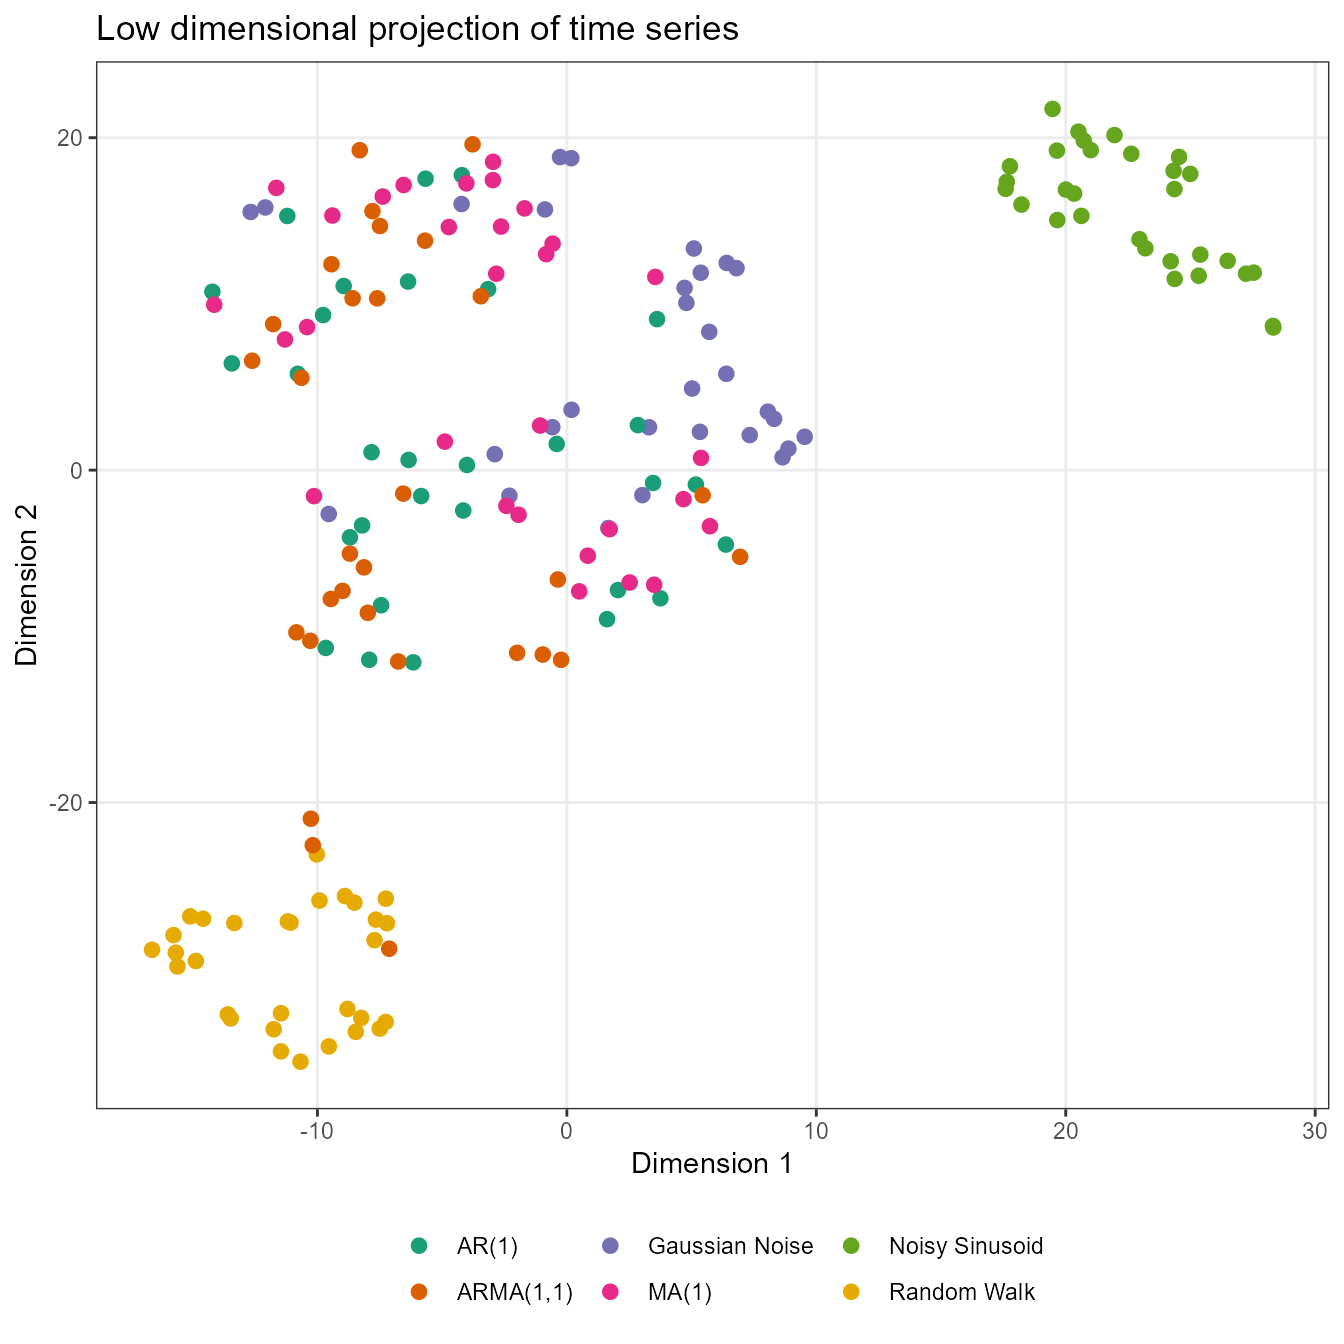 Low dimensional projection of time series
20
0
-20
Dimension 2
-10 0 10 20 30
Dimension 1
AR(1) Gaussian Noise Noisy Sinusoid
ARMA(1,1) MA(1) Random Walk